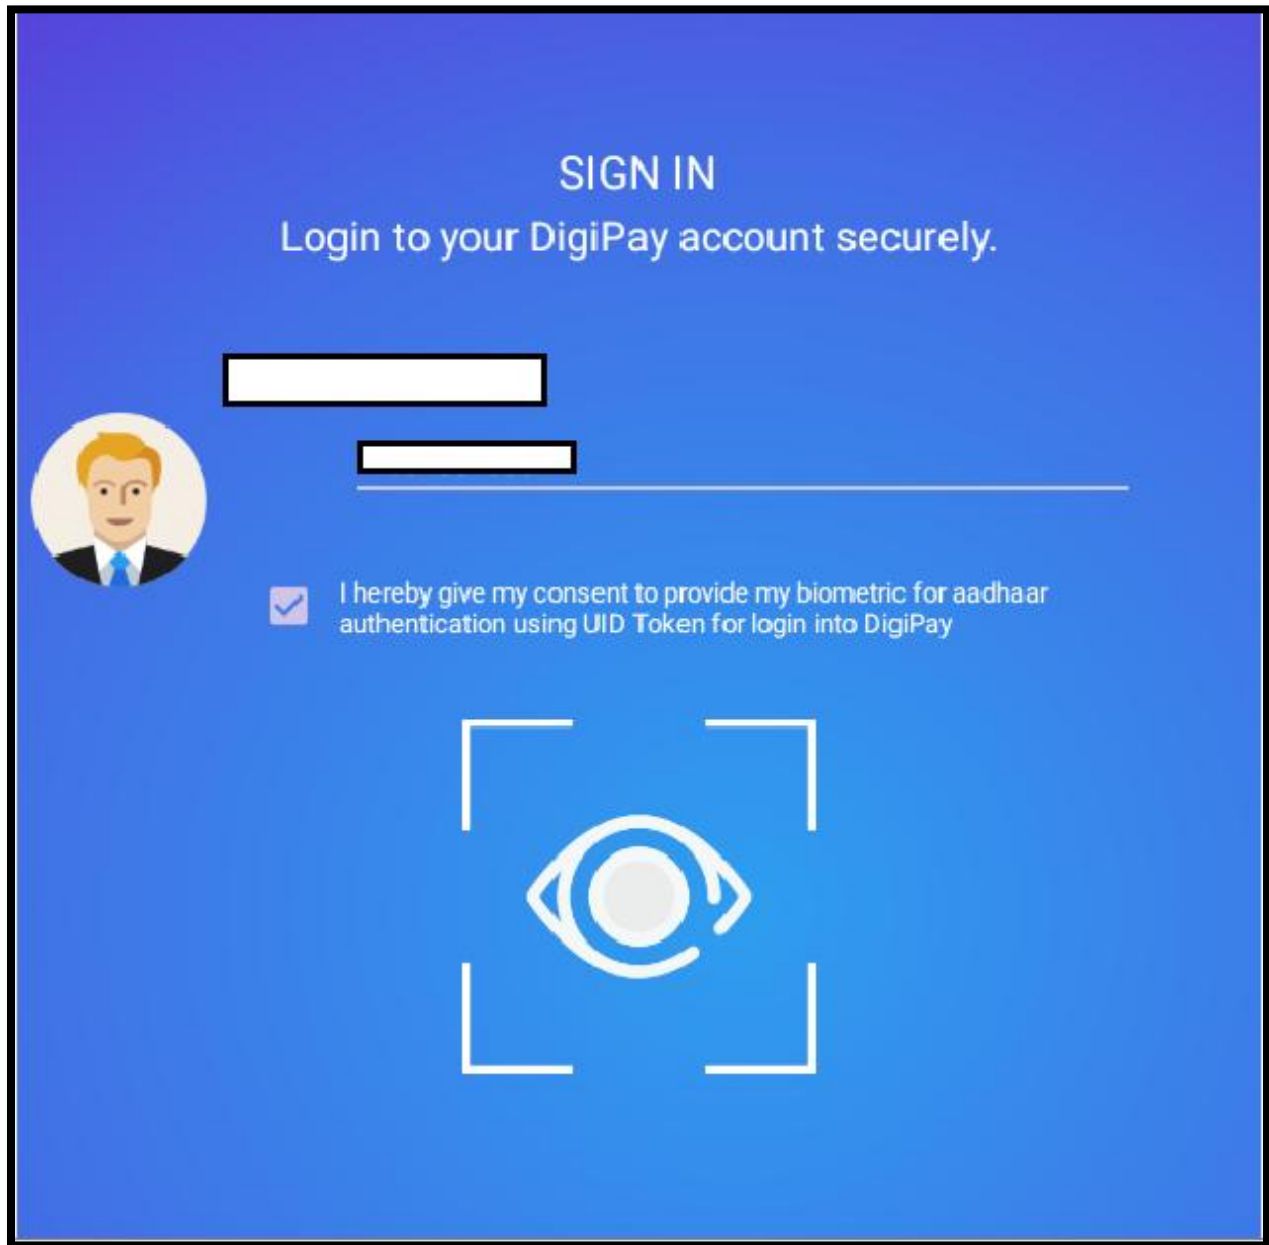 SIGN IN
Login to your DigiPay account securely.
I hereby give my consent to provide my biometric for aadhaar
authentication using UID Token for login into DigiPay